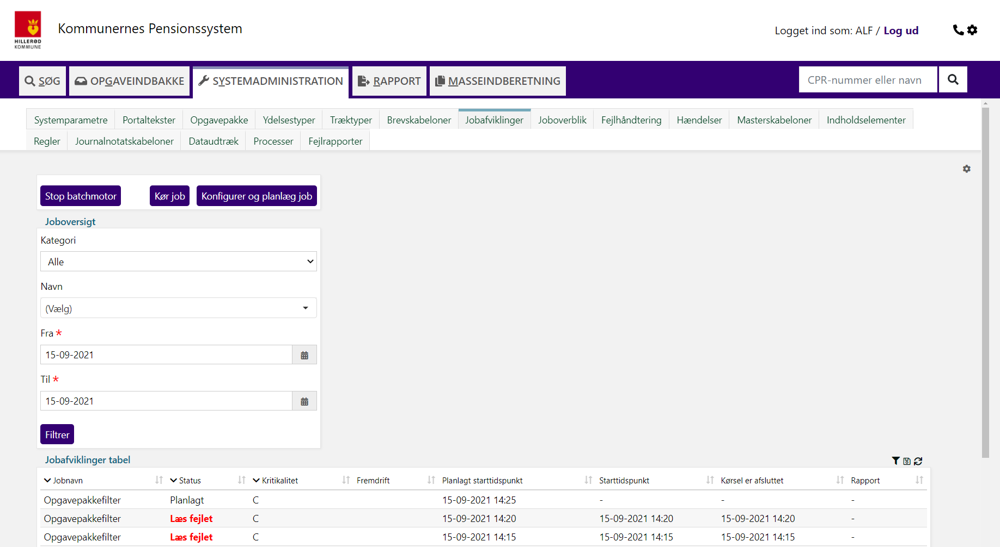 HILLERØD
KOMMUNE
Kommunernes Pensionssystem
Logget ind som: ALF / Log ud
SØG
OPGAVEINDBAKKE
SYSTEMADMINISTRATION
RAPPORT
MASSEINDBERETNING
CPR-nummer eller navn
Systemparametre Portaltekster Opgavepakke Ydelsestyper Træktyper Brevskabeloner Jobafviklinger Joboverblik Fejlhåndtering Hændelser Masterskabeloner Indholdselementer
Regler Journalnotatskabeloner Dataudtræk Processer Fejlrapporter
Stop batchmotor Kør job Konfigurer og planlæg job
Joboversigt
Kategori
Alle
Navn
(Vælg)
Fra *
15-09-2021
Til *
15-09-2021
Filtrer
Jobafviklinger tabel
Jobnavn Status Kritikalitet Fremdrift Planlagt starttidspunkt Starttidspunkt Kørsel er afsluttet Rapport
Opgavepakkefilter Planlagt C 15-09-2021 14:25 - - -
Opgavepakkefilter Læs fejlet C 15-09-2021 14:20 15-09-2021 14:20 15-09-2021 14:20 -
Opgavepakkefilter Læs fejlet C 15-09-2021 14:15 15-09-2021 14:15 15-09-2021 14:15 -